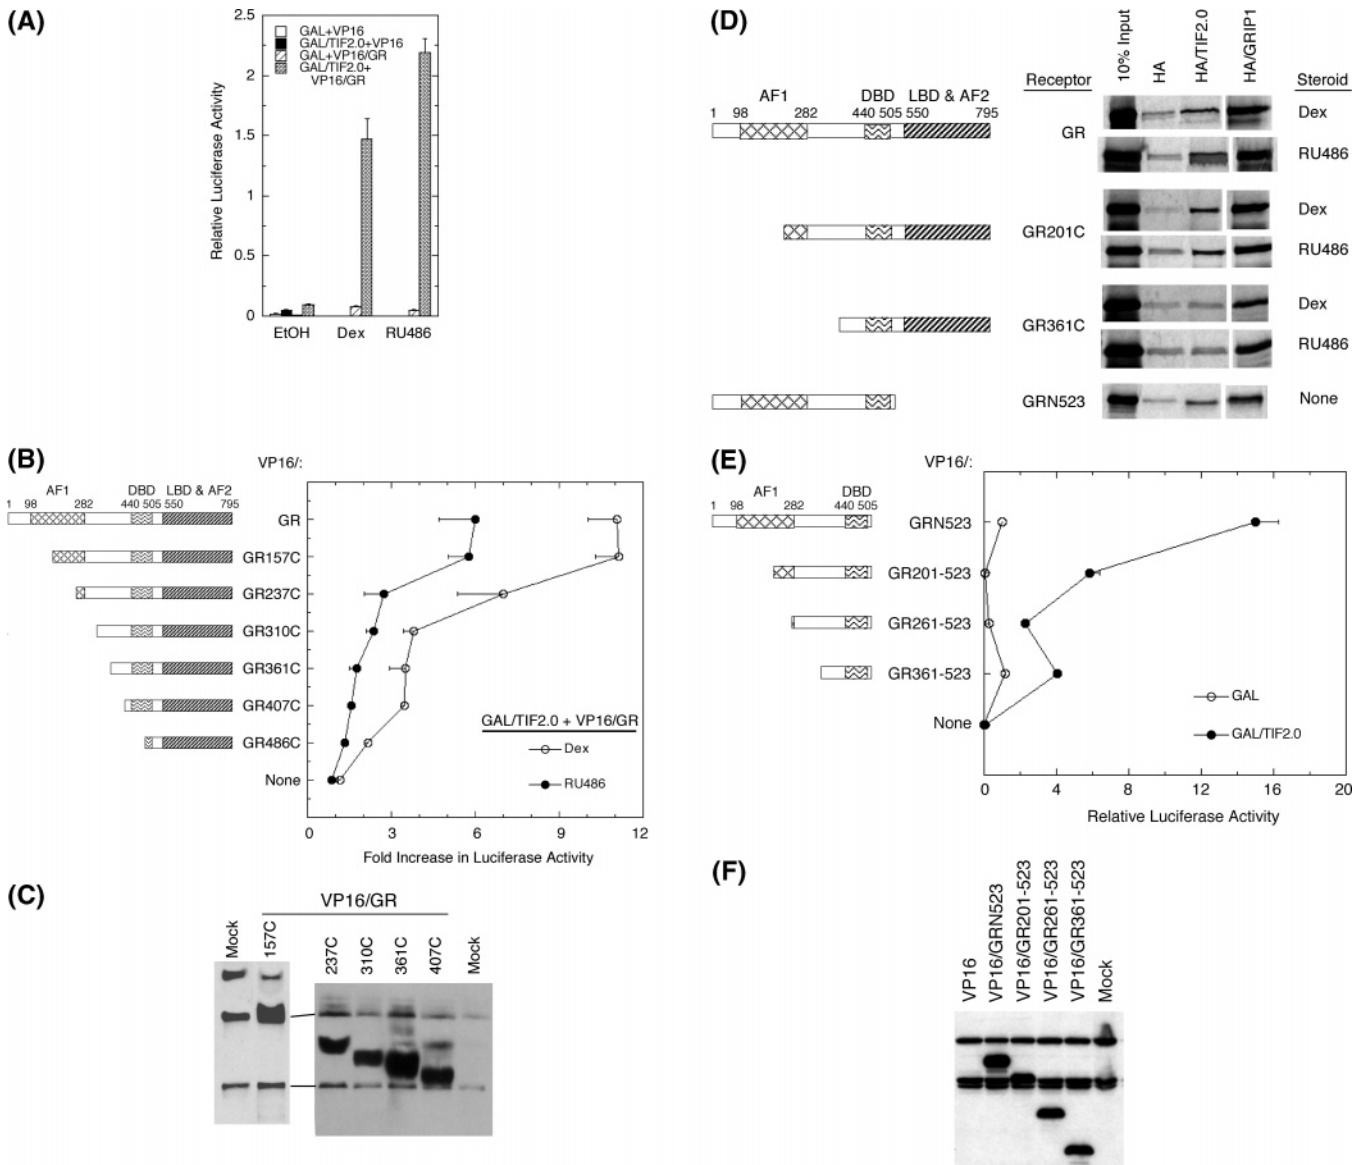 (A)
2.5
2
1.5
1
0.5
0
Relative Luciferase Activity
GAL+VP16
GAL/TIF2.0+VP16
GAL+VP16/GR
GAL/TIF2.0+
VP16/GR
EtOH Dex RU486
(B)
VP16/:
AF1 DBD LBD & AF2
1 98 282 440 505 550 795
GR
GR157C
GR237C
GR310C
GR361C
GR407C
GR486C
None
GAL/TIF2.0 + VP16/GR
Dex
RU486
0 3 6 9 12
Fold Increase in Luciferase Activity
(C)
VP16/GR
Mock 157C 237C 310C 361C 407C Mock
(D)
10% Input HA HA/TIF2.0 HA/GRIP1
Receptor Steroid
AF1 DBD LBD & AF2
1 98 282 440 505 550 795
GR
Dex
RU486
GR201C
Dex
RU486
GR361C
Dex
RU486
GRN523 None
(E)
VP16/:
AF1 DBD
1 98 282 440 505
GRN523
GR201-523
GR261-523
GR361-523
None
GAL
GAL/TIF2.0
0 4 8 12 16 20
Relative Luciferase Activity
(F)
VP16 VP16/GRN523 VP16/GR201-523 VP16/GR261-523 VP16/GR361-523 Mock